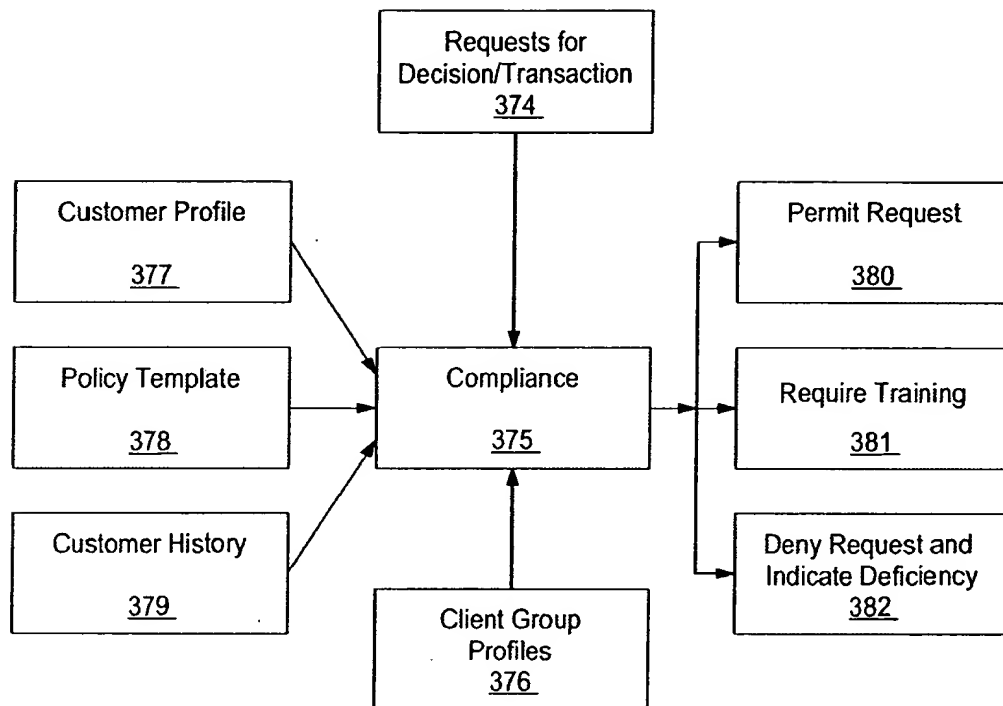 Requests for
Decision/Transaction
374
Customer Profile
377
Permit Request
380
Policy Template
378
Compliance
375
Require Training
381
Customer History
379
Client Group
Profiles
376
Deny Request and
Indicate Deficiency
382